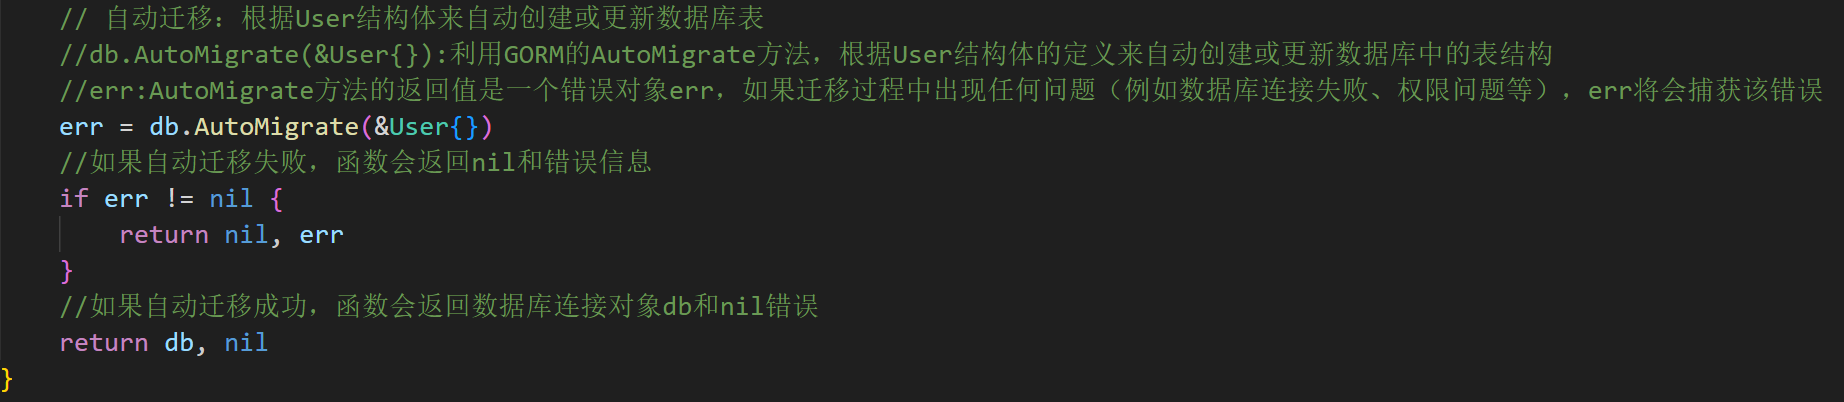 // 自动迁移：根据User结构体来自动创建或更新数据库表
//db.AutoMigrate(&User{}):利用GORM的AutoMigrate方法，根据User结构体的定义来自动创建或更新数据库中的表结构
//err:AutoMigrate方法的返回值是一个错误对象err，如果迁移过程中出现任何问题（例如数据库连接失败、权限问题等），err将会捕获该错误
err = db.AutoMigrate(&User{})
//如果自动迁移失败，函数会返回nil和错误信息
if err != nil {
return nil, err
}
//如果自动迁移成功，函数会返回数据库连接对象db和nil错误
return db, nil
}